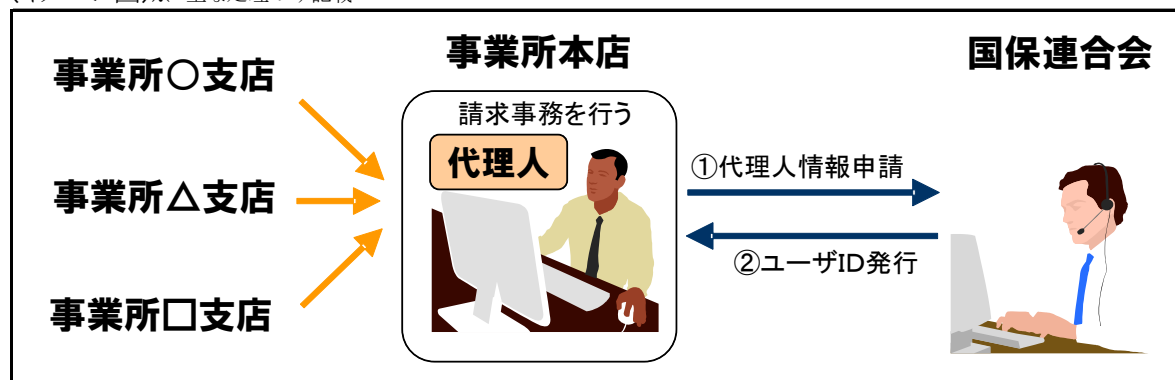 事業所○支店
事業所△支店
事業所□支店
事業所本店
請求事務を行う
代理人
①代理人情報申請
②ユーザID発行
国保連合会